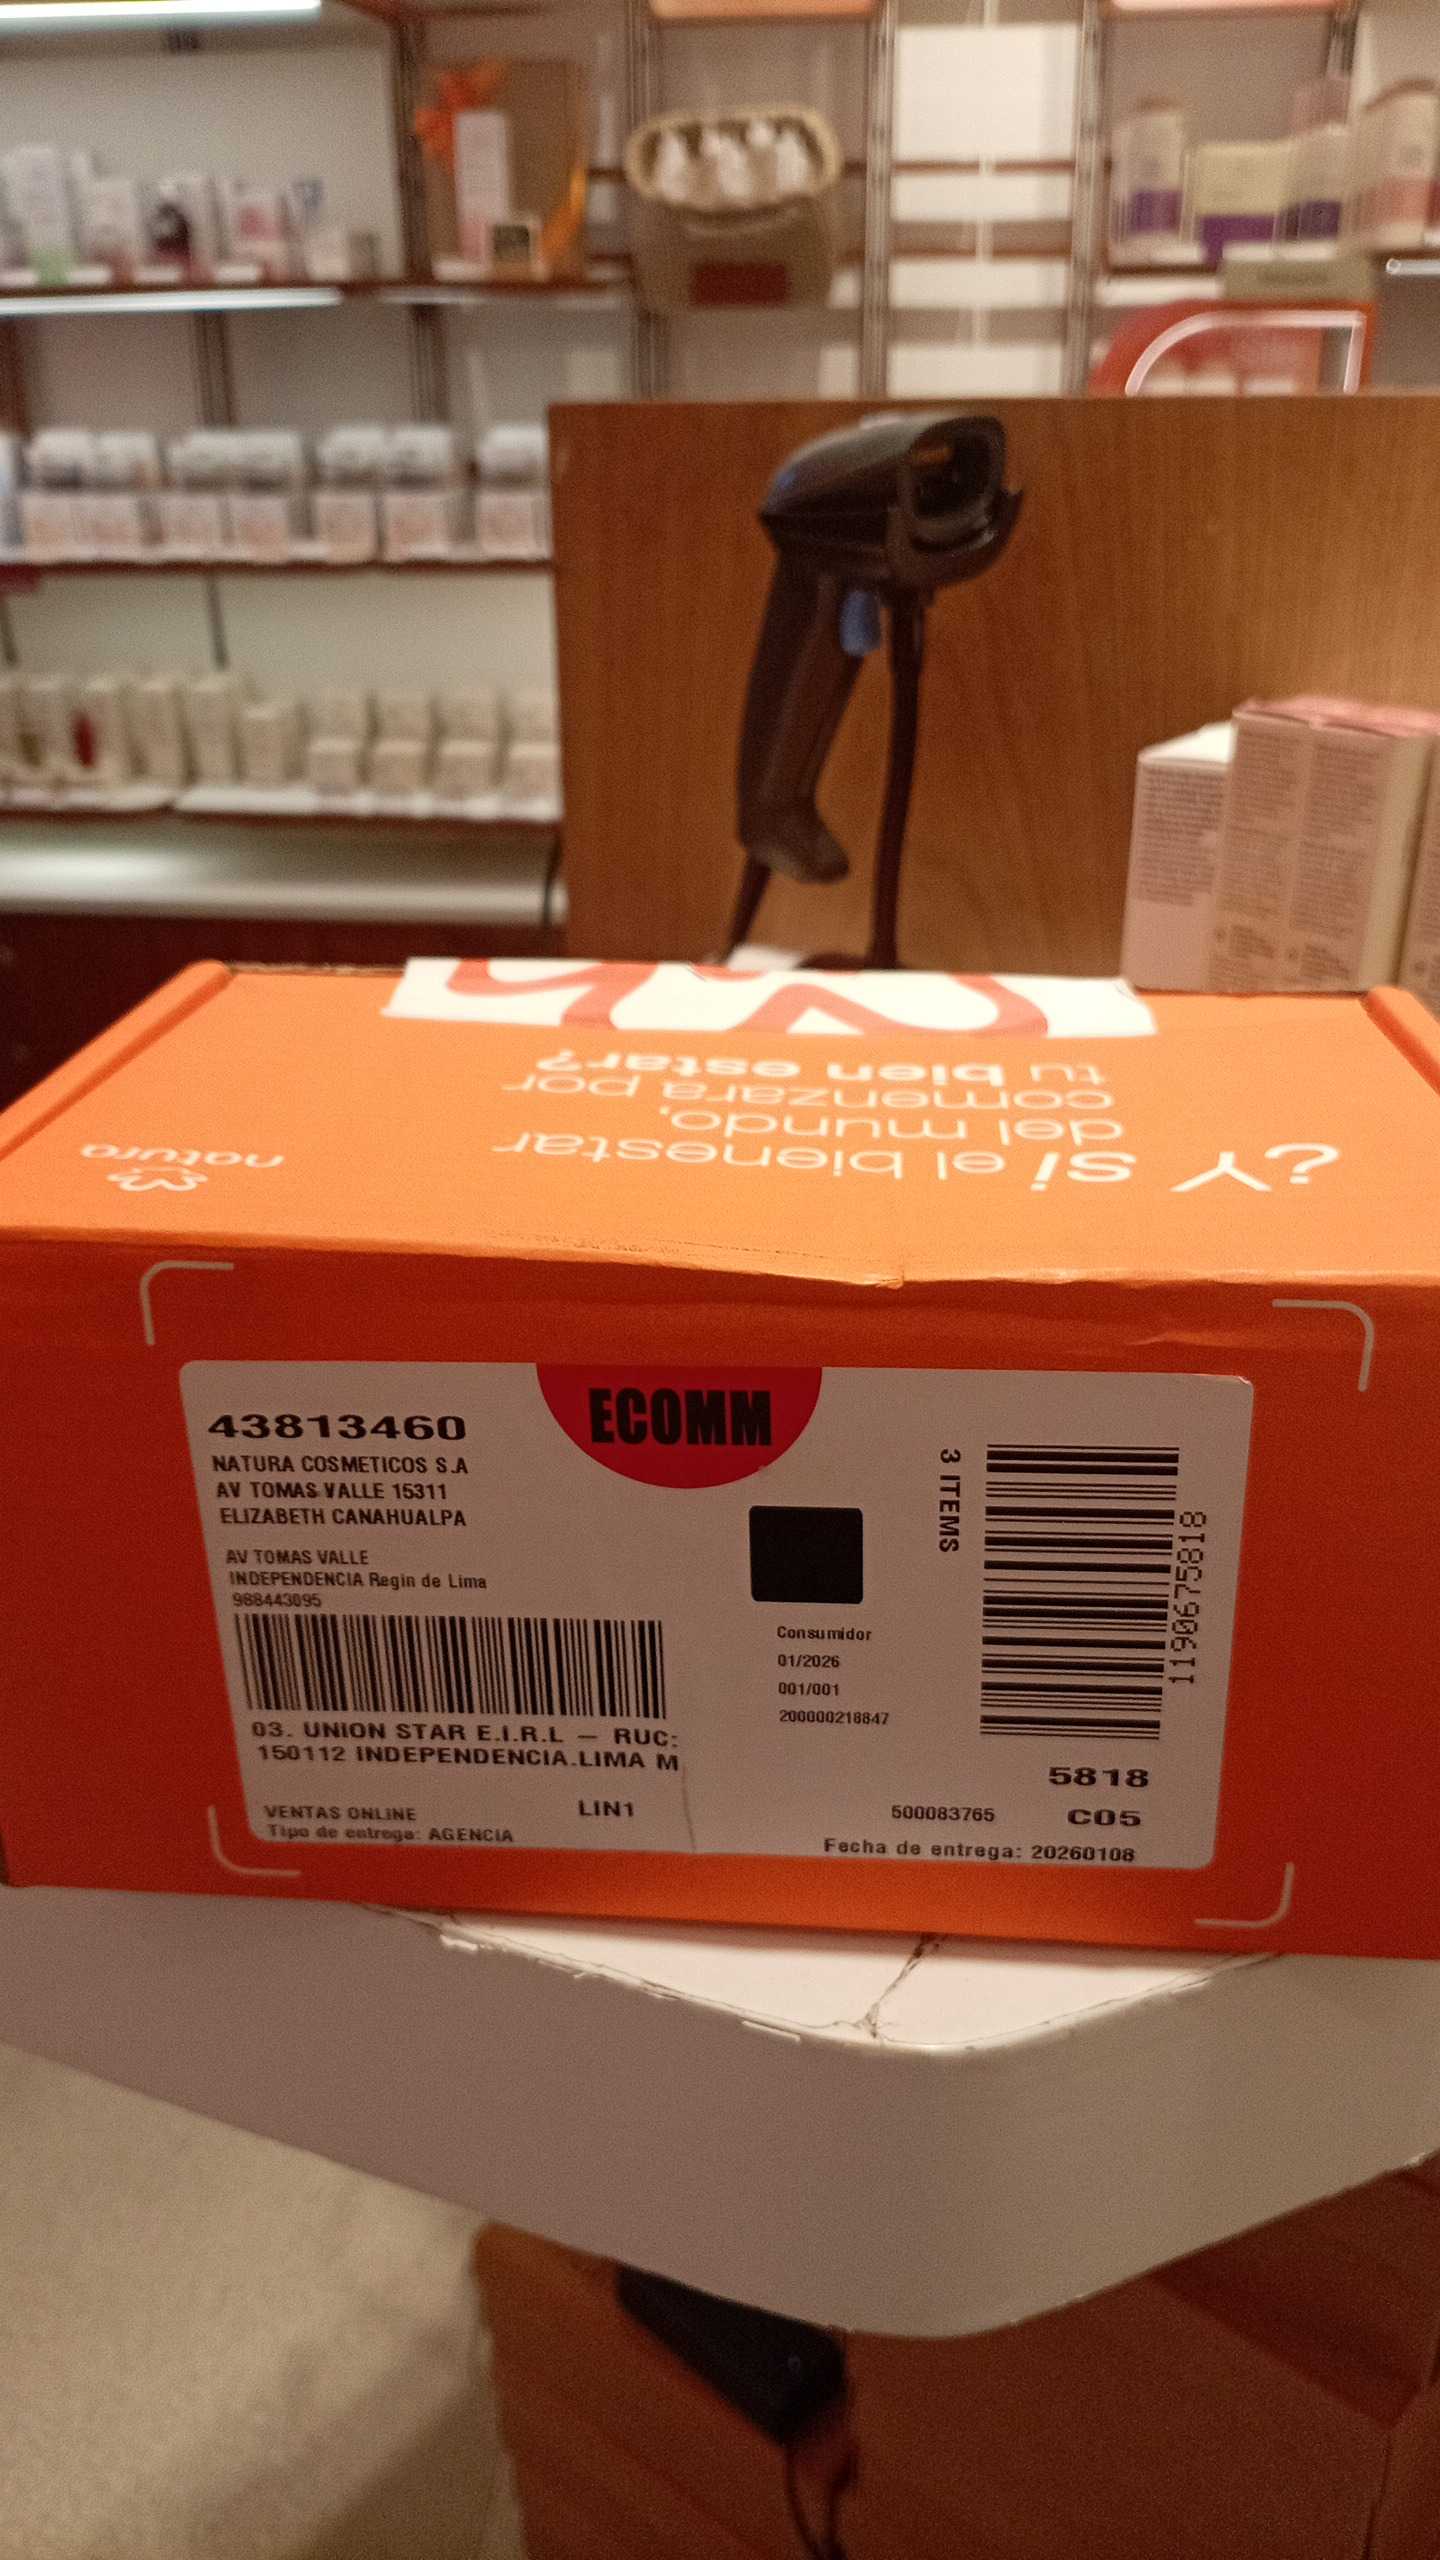 ¿Y si el bienestar
del mundo,
comenzara por
tu bien estar?
natura
ECOMM
43813460
NATURA COSMETICOS S.A
AV TOMAS VALLE 15311
ELIZABETH CANAHUALPA
AV TOMAS VALLE
INDEPENDENCIA Regin de Lima
988443095
03. UNION STAR E.I.R.L – RUC:
150112 INDEPENDENCIA.LIMA M
VENTAS ONLINE
LIN1
Tipo de entrega: AGENCIA
Consumidor
01/2026
001/001
200000218847
3 ITEMS
1190675818
5818
500083765
C05
Fecha de entrega: 20260108